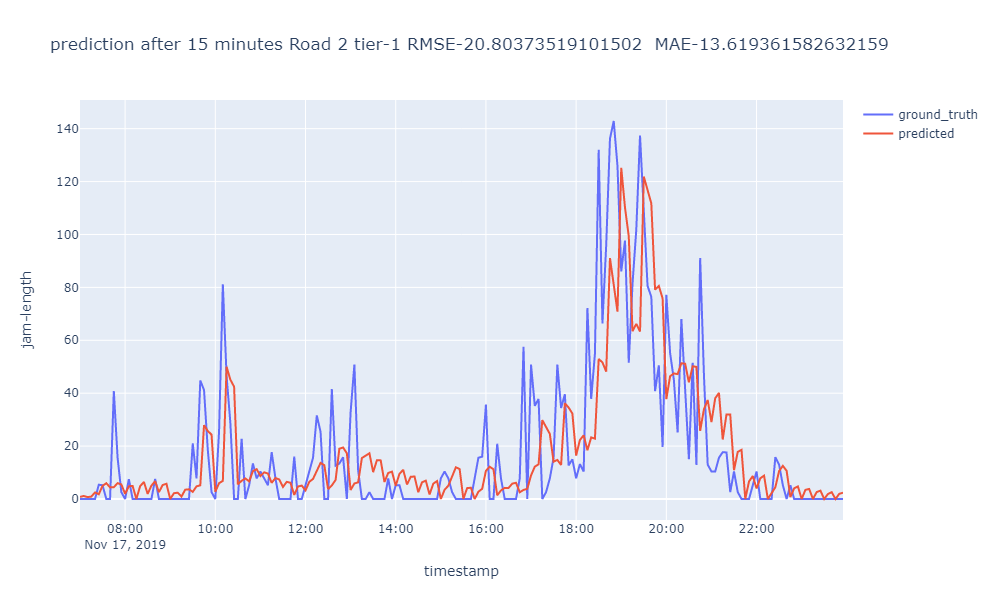 prediction after 15 minutes Road 2 tier-1 RMSE-20.80373519101502  MAE-13.619361582632159
ground_truth
predicted
jam-length
140
120
100
80
60
40
20
0
08:00 10:00 12:00 14:00 16:00 18:00 20:00 22:00
Nov 17, 2019
timestamp